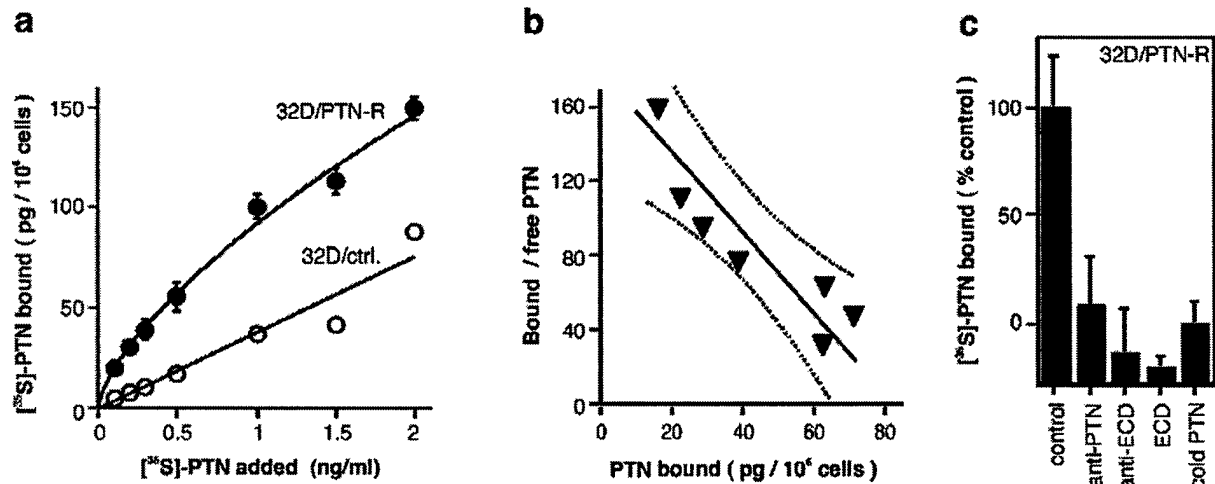 a
[³⁵S]-PTN bound ( pg / 10⁶ cells)
150
100
50
0
32D/PTN-R
32D/ctrl.
0
0.5
1
1.5
2
[³⁵S]-PTN added (ng/ml)
b
Bound / free PTN
160
120
80
40
0
0
20
40
60
80
PTN bound ( pg / 10⁶ cells )
c
[³⁵S]-PTN bound ( % control)
32D/PTN-R
100
50
0
control
anti-PTN
anti-ECD
ECD
cold PTN